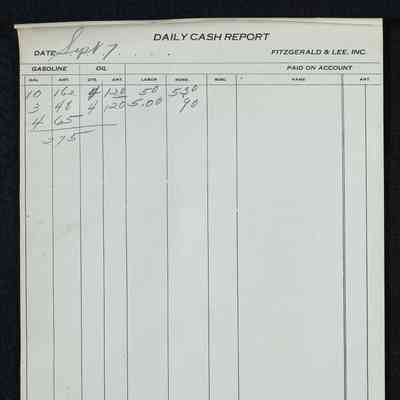 DAILY CASH REPORT
DATE Sept 7 FITZGERALD & LEE, INC.
GASOLINE OIL PAID ON ACCOUNT
GAL. AMT. QTS. AMT. LABOR MDSE. MISC. NAME AMT.
10 160 4 120 50 530
3 48 4 120 5.00 90
4 65
275